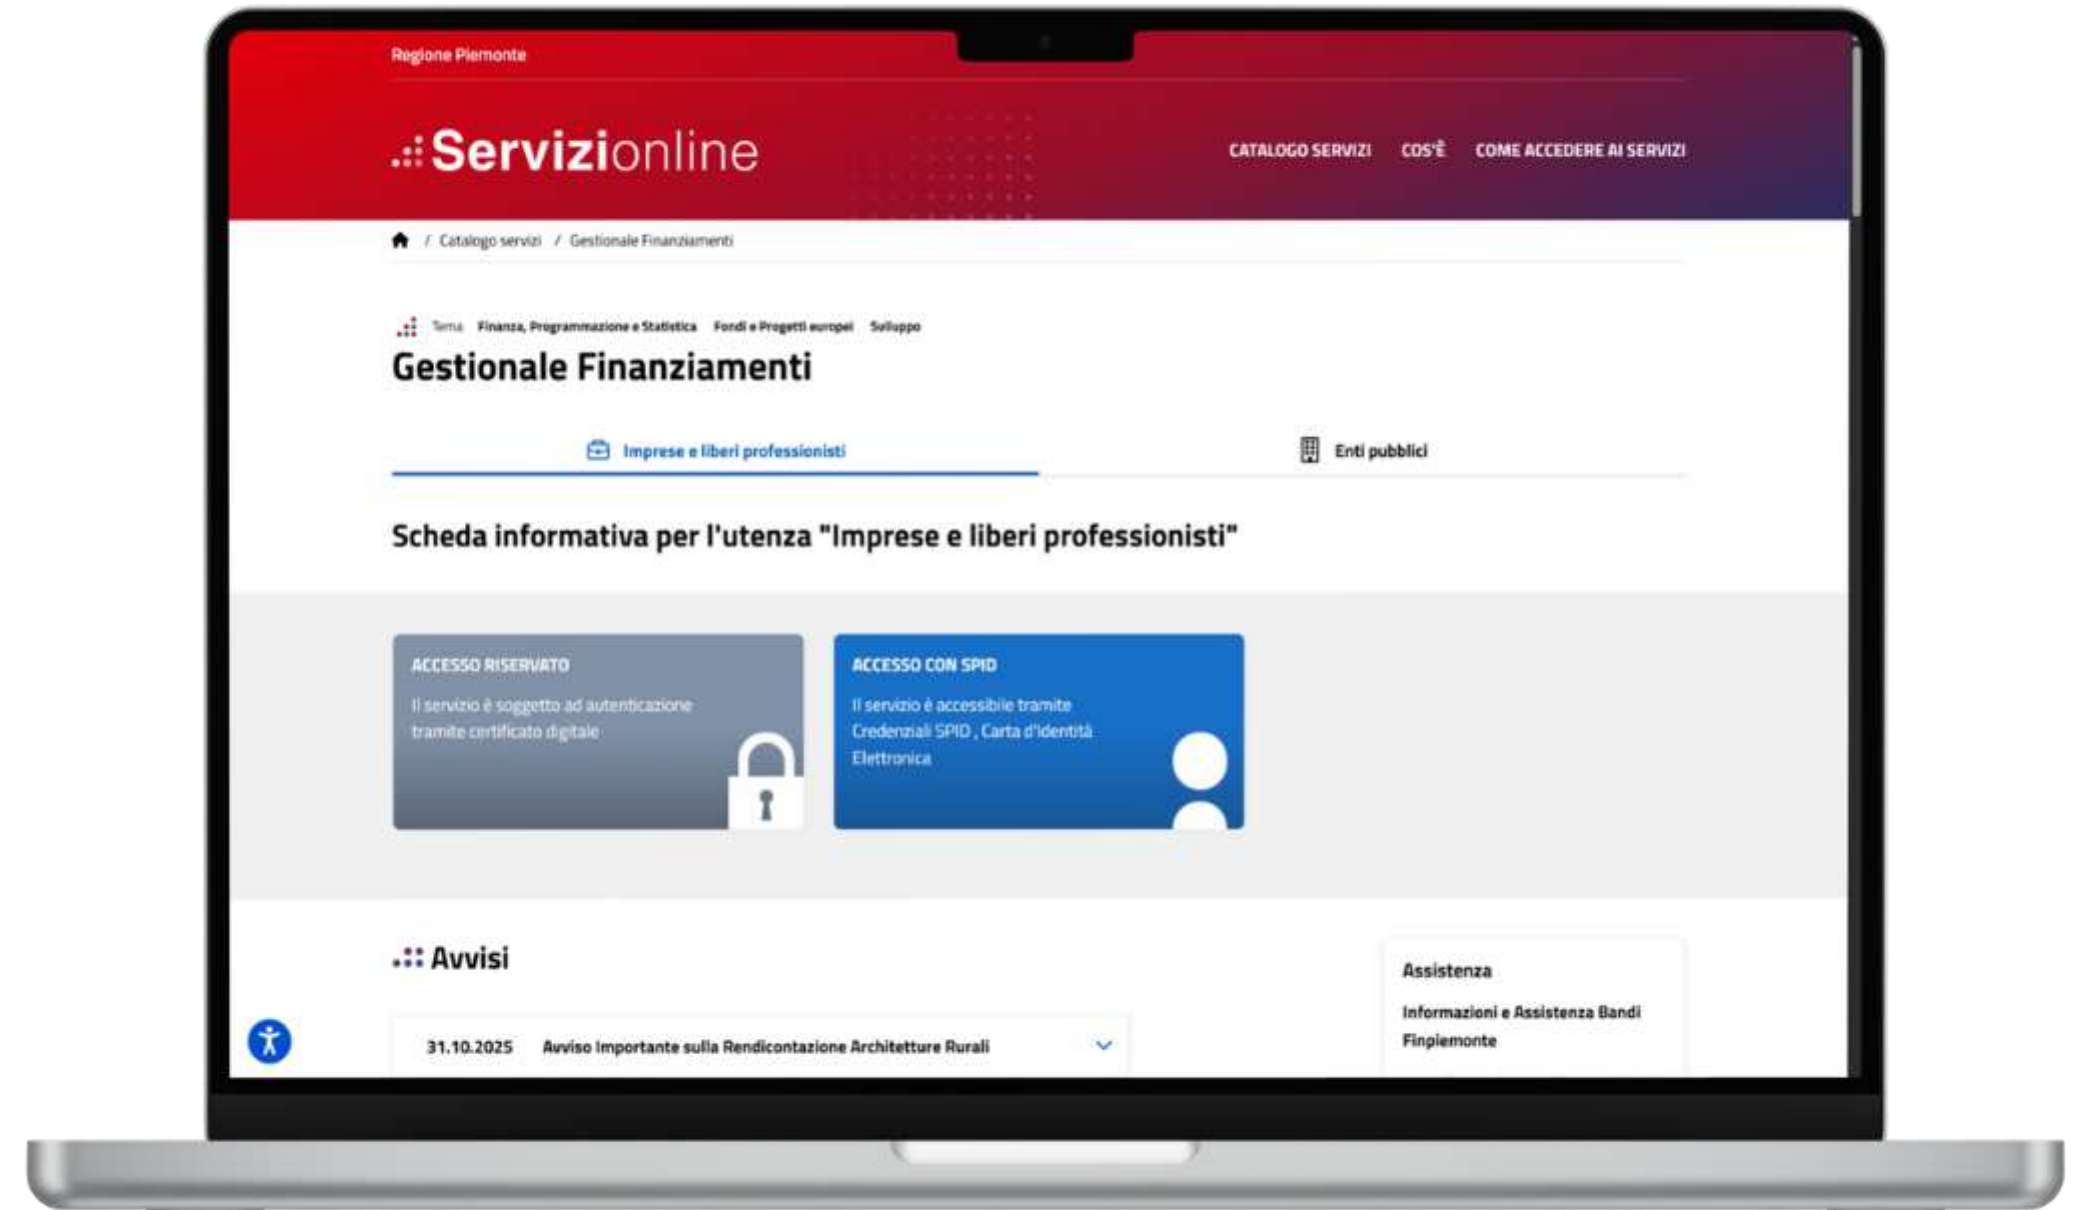 Regione Piemonte
Servizionline
CATALOGO SERVIZI COS'È COME ACCEDERE AI SERVIZI
/ Catalogo servizi / Gestionale Finanziamenti
Tema Finanza, Programmazione e Statistica Fondi e Progetti europei Sviluppo
Gestionale Finanziamenti
Imprese e liberi professionisti
Enti pubblici
Scheda informativa per l'utenza "Imprese e liberi professionisti"
ACCESSO RISERVATO
Il servizio è soggetto ad autenticazione
tramite certificato digitale
ACCESSO CON SPID
Il servizio è accessibile tramite
Credenziali SPID , Carta d'identità
Elettronica
Avvisi
31.10.2025 Avviso Importante sulla Rendicontazione Architetture Rurali
Assistenza
Informazioni e Assistenza Bandi
Finpiemonte